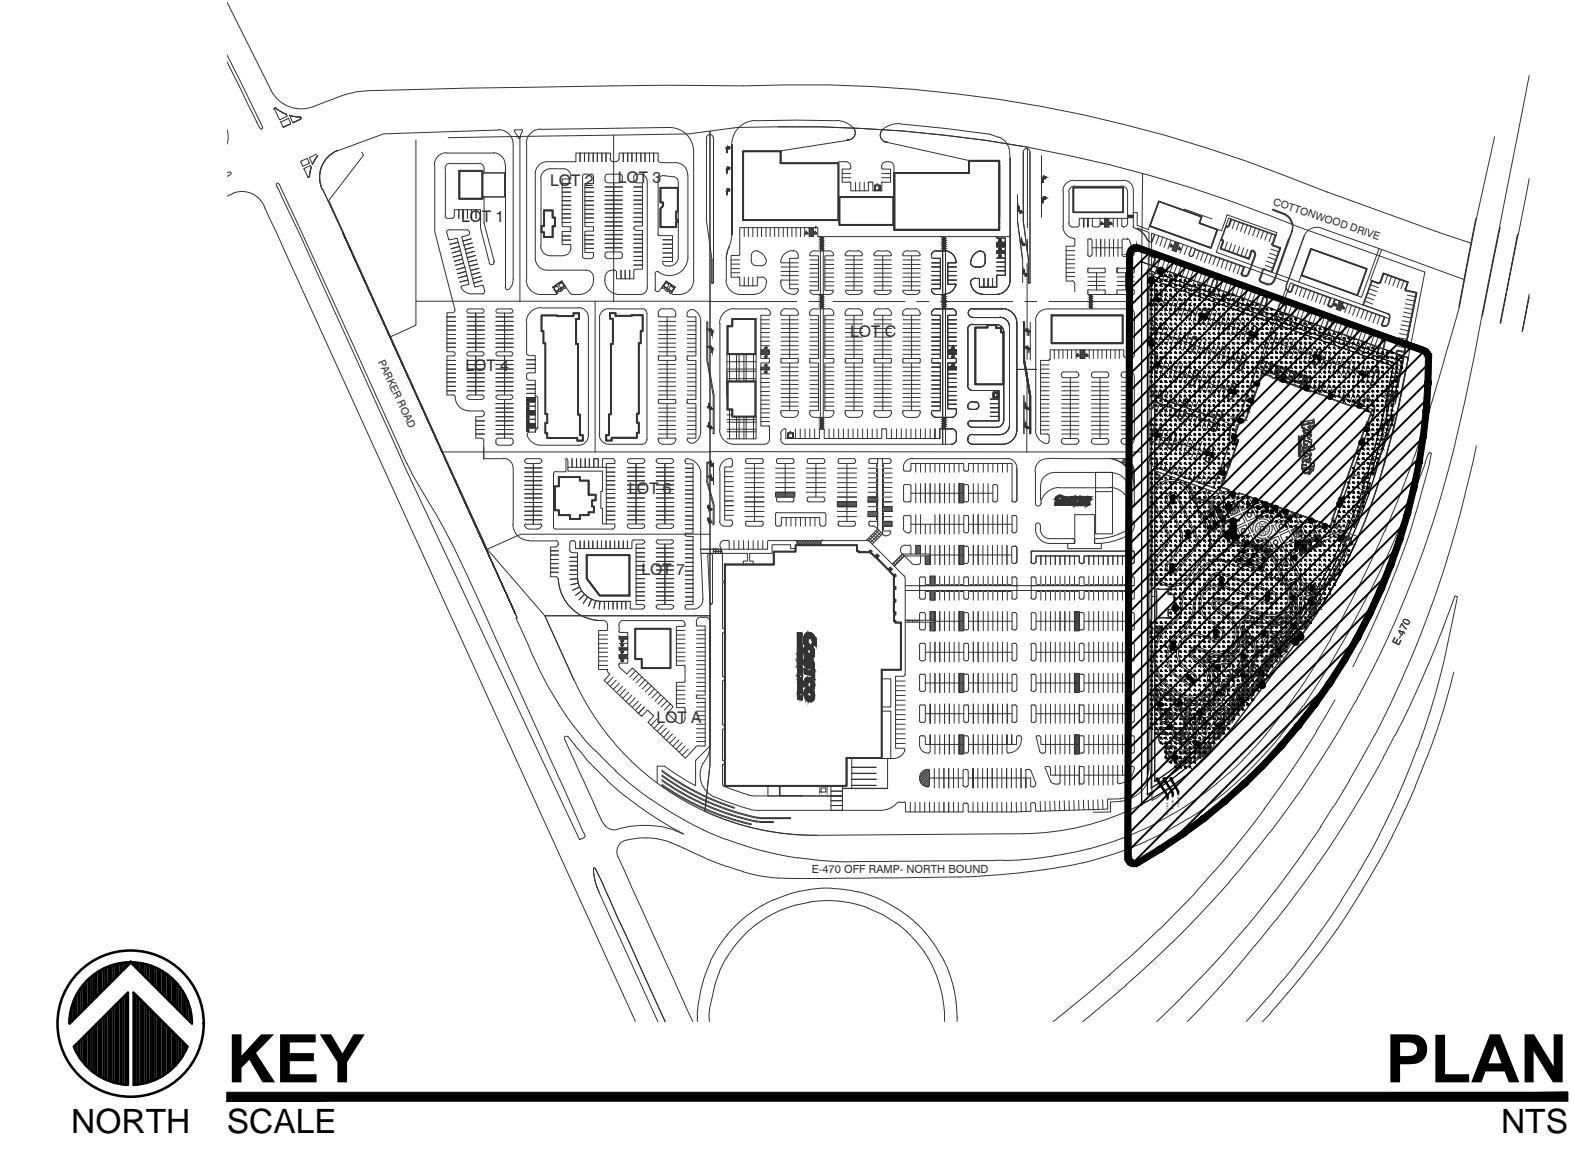 COTTONWOOD DRIVE
LOT 2
LOT 3
LOT 1
LOT C
LOT 4
PARKER ROAD
LOT 6
LOT 7
E-470
Costco
LOT A
E-470 OFF RAMP- NORTH BOUND
KEY PLAN
NORTH SCALE NTS